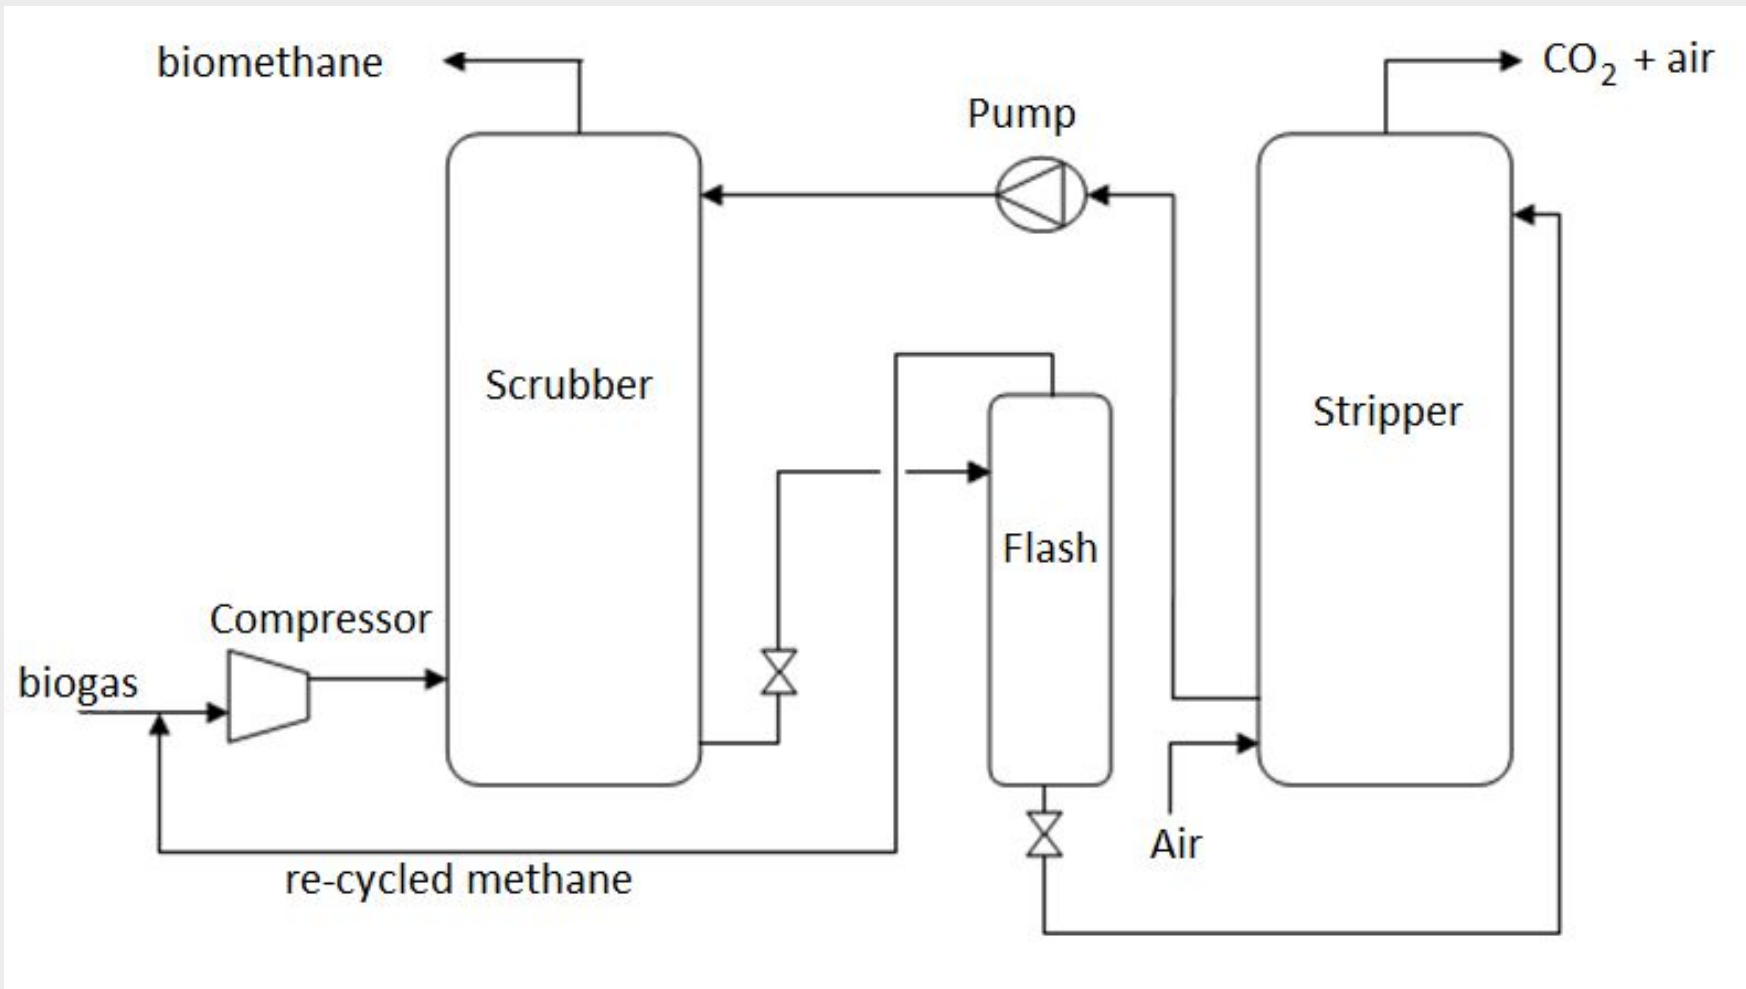 biomethane
CO₂ + air
Pump
Scrubber
Stripper
Flash
Compressor
biogas
Air
re-cycled methane